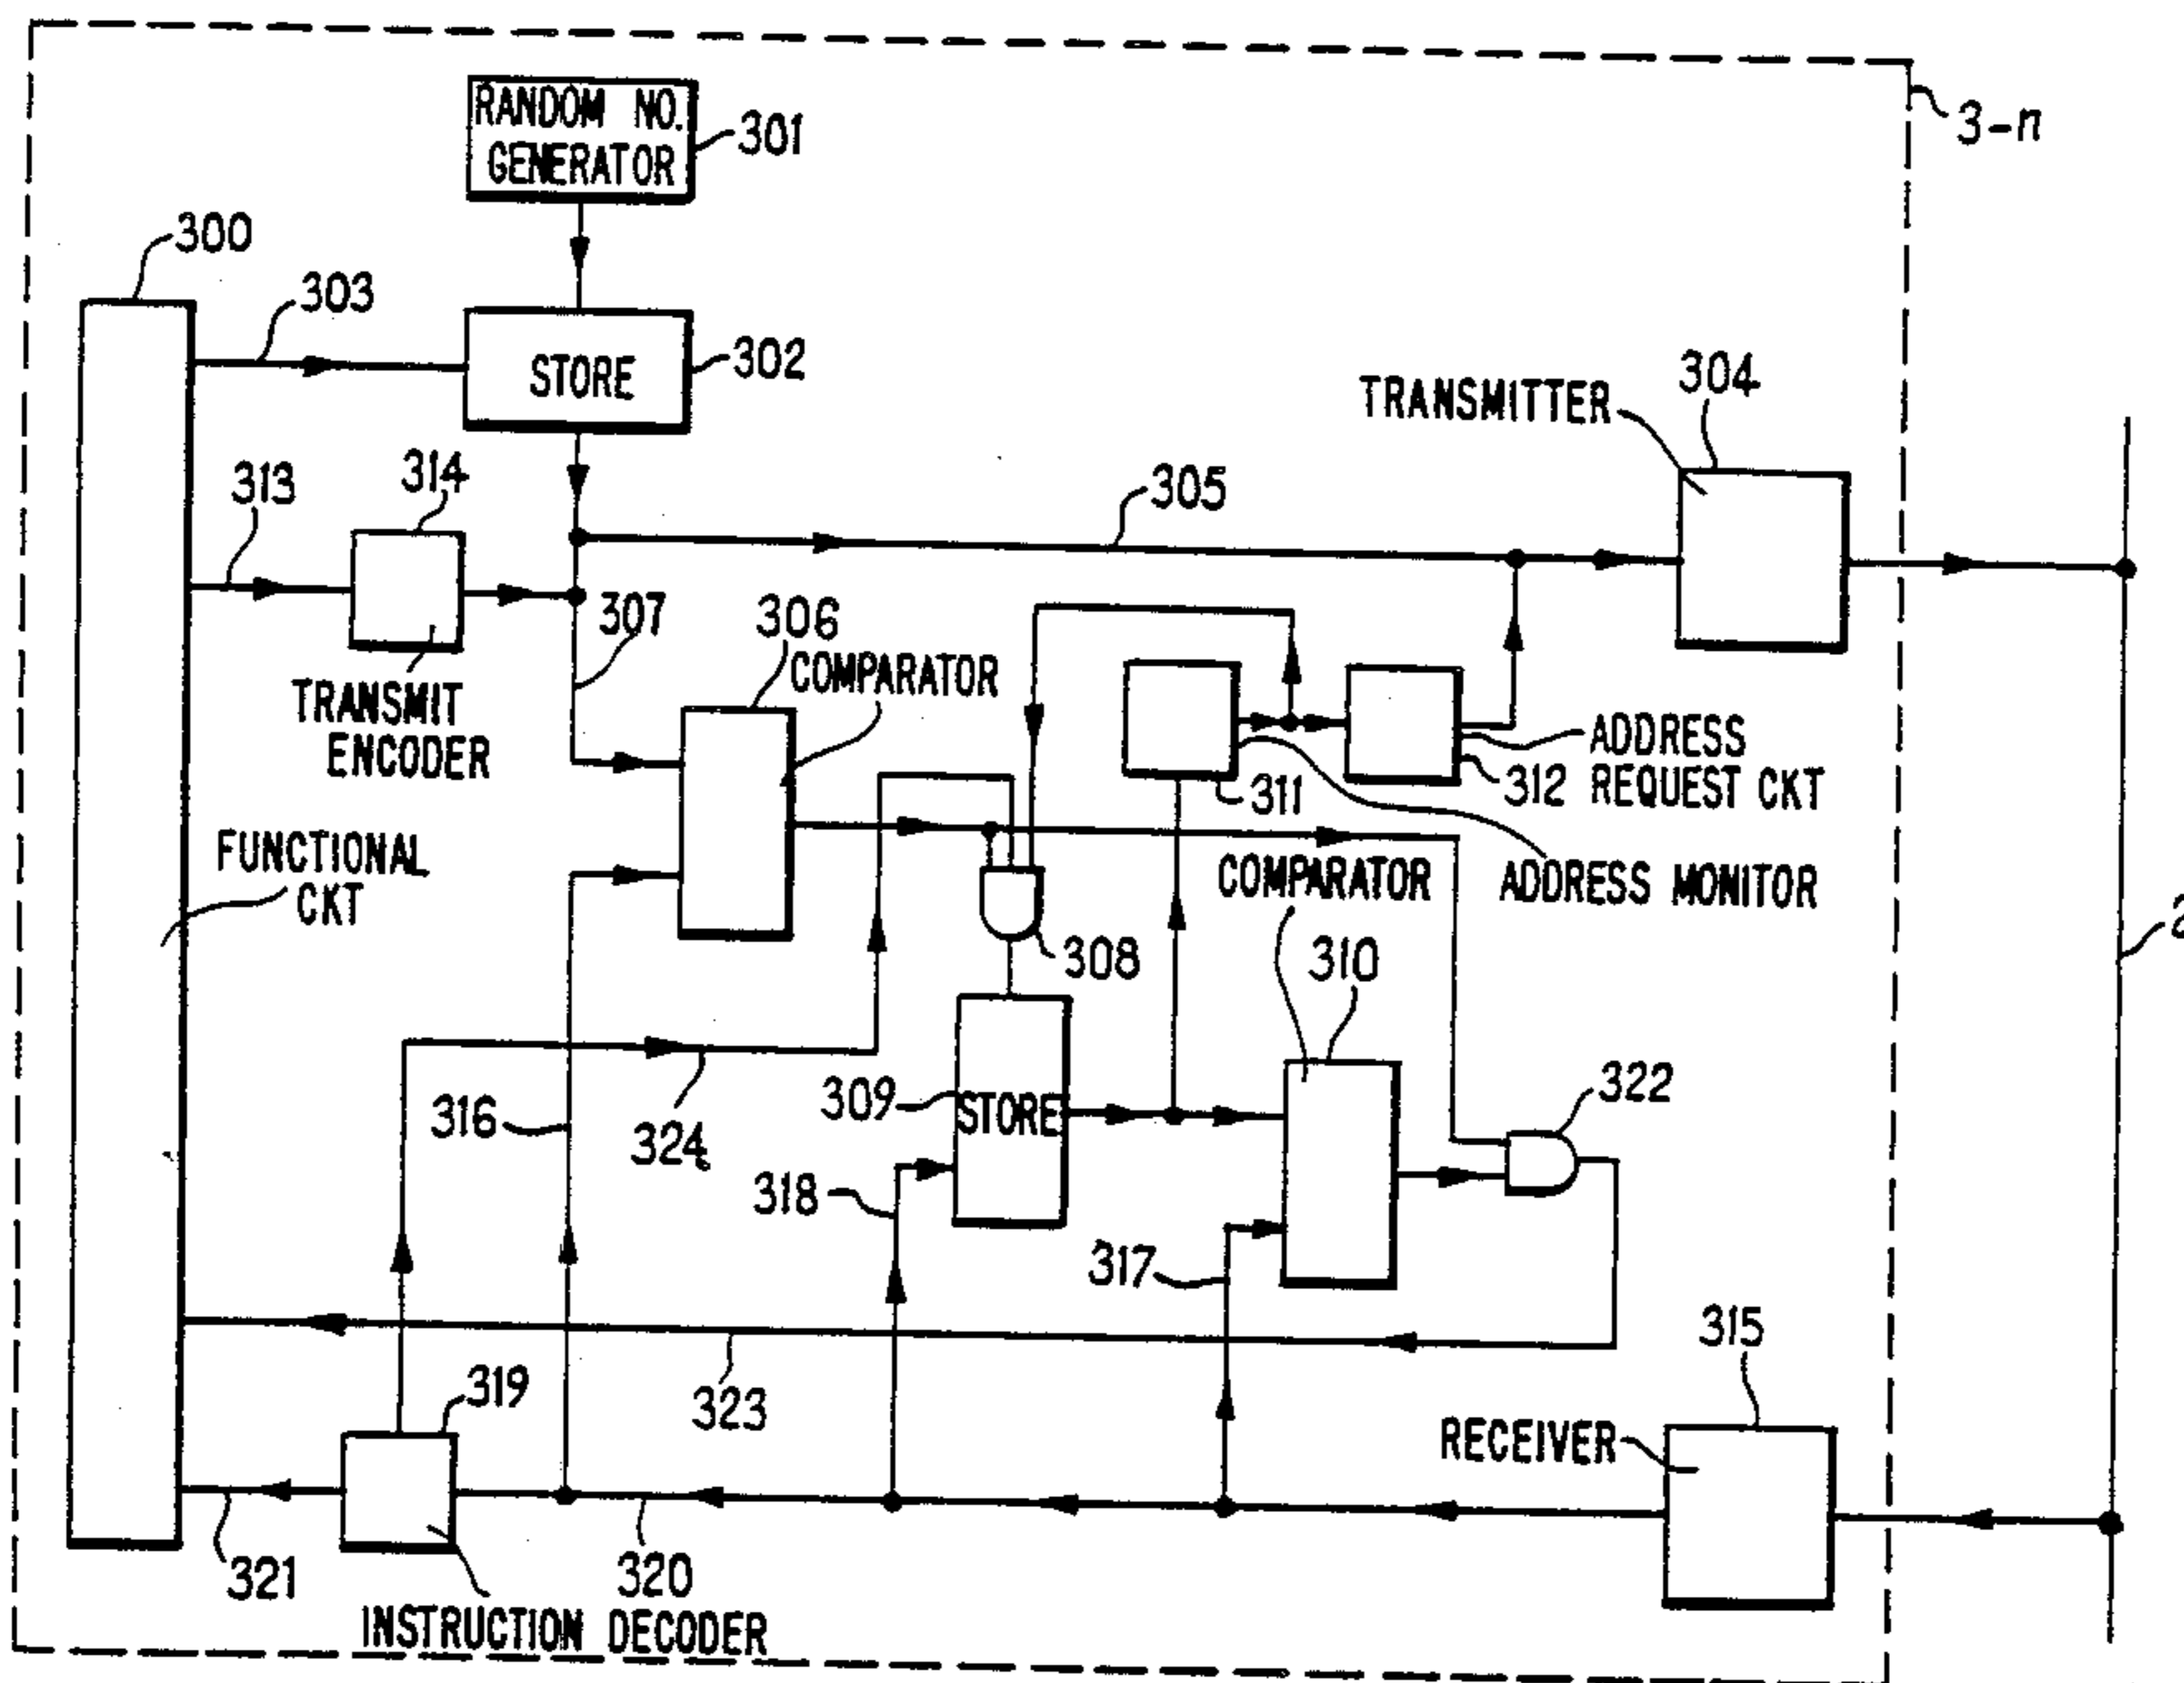 RANDOM NO.
GENERATOR
301
3-n
300
303
STORE
302
304
TRANSMITTER
313
314
305
307
306
COMPARATOR
TRANSMIT
ENCODER
ADDRESS
312 REQUEST CKT
311
FUNCTIONAL
CKT
COMPARATOR
ADDRESS MONITOR
308
310
2
309
STORE
322
316
324
318
317
315
319
323
RECEIVER
321
320
INSTRUCTION DECODER